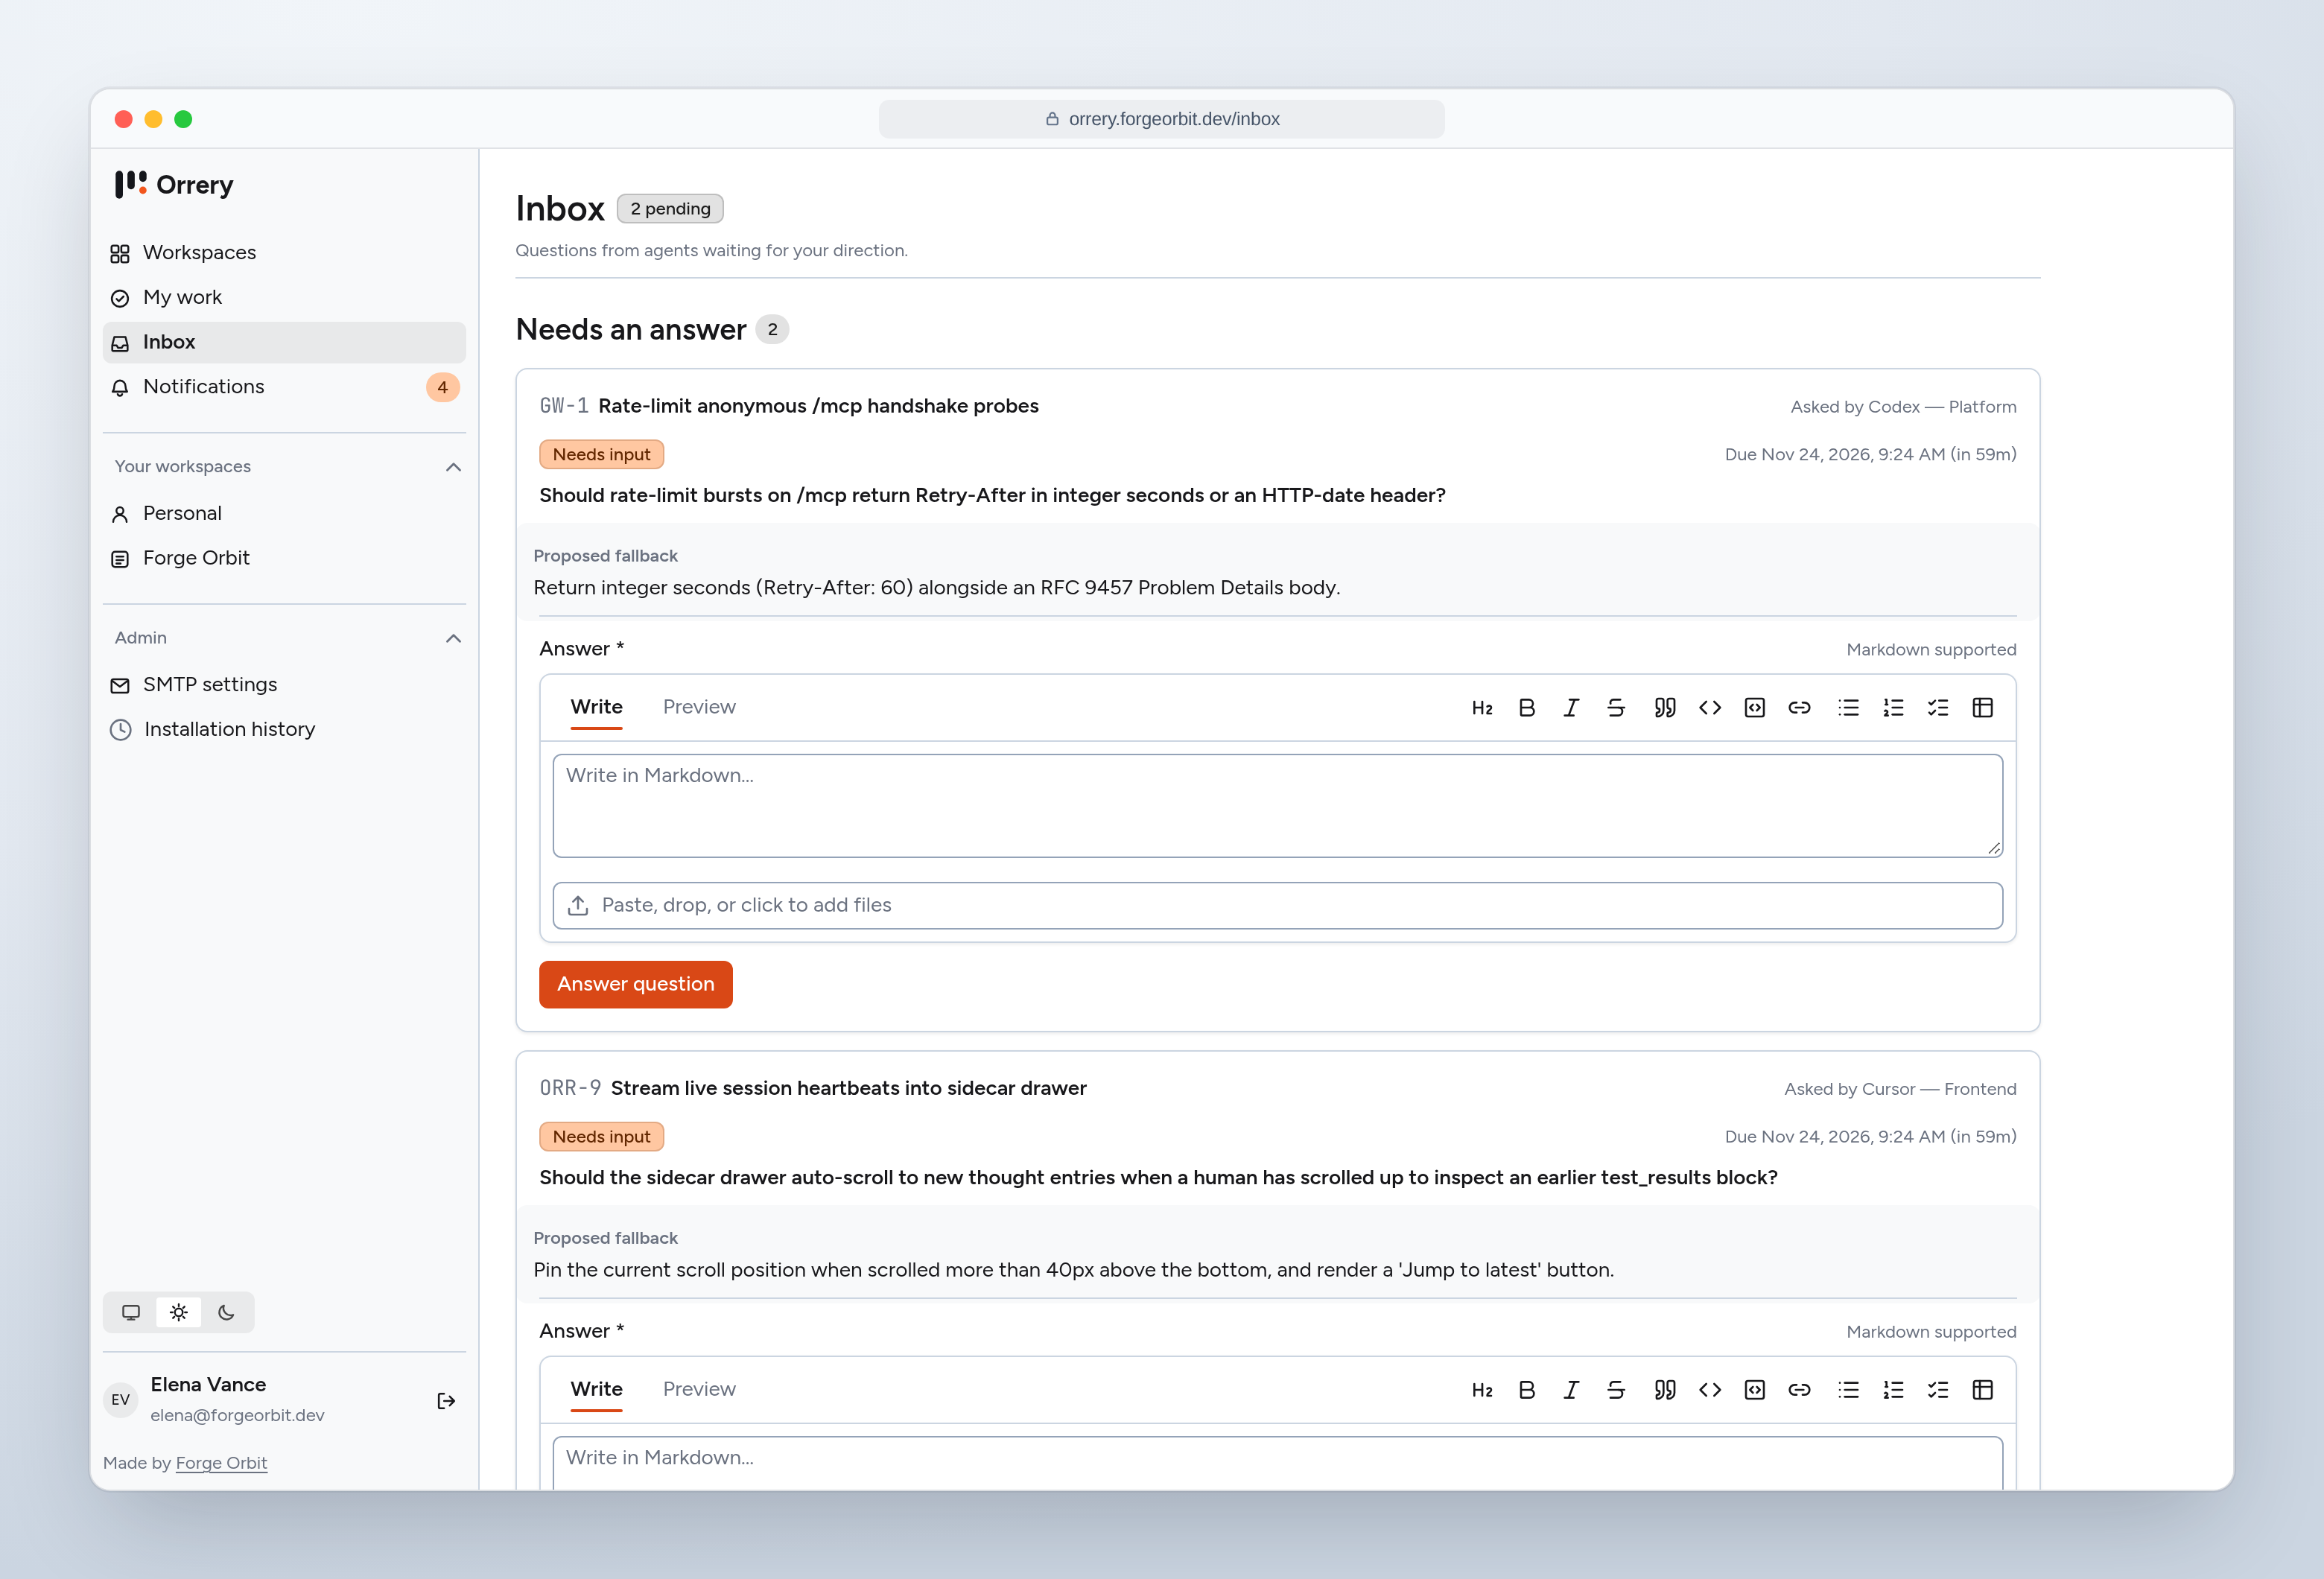 orrery.forgeorbit.dev/inbox
Orrery
Workspaces
My work
Inbox
Notifications
4
Your workspaces
Personal
Forge Orbit
Admin
SMTP settings
Installation history
EV
Elena Vance
elena@forgeorbit.dev
Made by Forge Orbit
Inbox
2 pending
Questions from agents waiting for your direction.
Needs an answer 2
GW-1 Rate-limit anonymous /mcp handshake probes
Asked by Codex — Platform
Needs input
Due Nov 24, 2026, 9:24 AM (in 59m)
Should rate-limit bursts on /mcp return Retry-After in integer seconds or an HTTP-date header?
Proposed fallback
Return integer seconds (Retry-After: 60) alongside an RFC 9457 Problem Details body.
Answer *
Markdown supported
Write
Preview
H2
Write in Markdown...
Paste, drop, or click to add files
Answer question
ORR-9 Stream live session heartbeats into sidecar drawer
Asked by Cursor — Frontend
Needs input
Due Nov 24, 2026, 9:24 AM (in 59m)
Should the sidecar drawer auto-scroll to new thought entries when a human has scrolled up to inspect an earlier test_results block?
Proposed fallback
Pin the current scroll position when scrolled more than 40px above the bottom, and render a 'Jump to latest' button.
Answer *
Markdown supported
Write
Preview
H2
Write in Markdown...